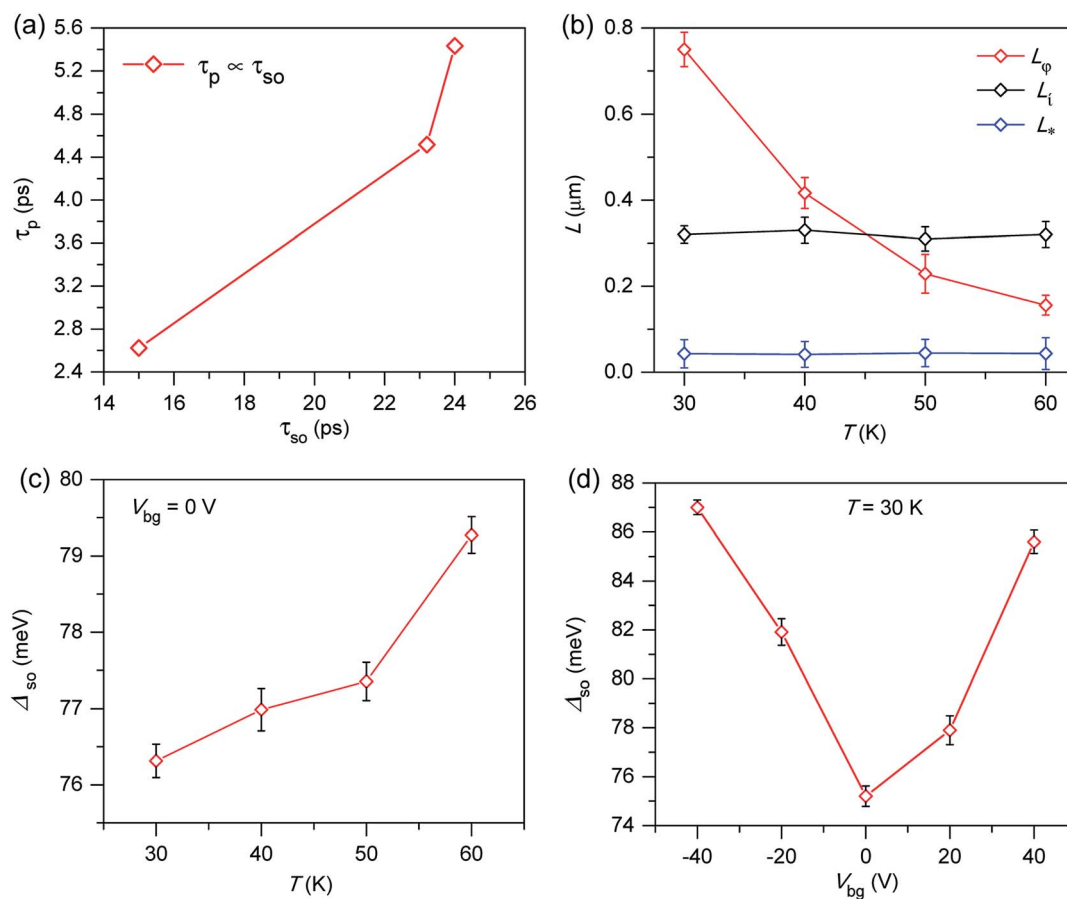 (a)
5.6
5.2
4.8
4.4
4.0
3.6
3.2
2.8
2.4
τp (ps)
τp ∝ τso
14 16 18 20 22 24 26
τso (ps)
(b)
0.8
0.6
0.4
0.2
0.0
L (μm)
Lφ
Lí
L*
30 40 50 60
T (K)
(c)
80
79
78
77
76
Δso (meV)
Vbg = 0 V
30 40 50 60
T (K)
(d)
88
86
84
82
80
78
76
74
Δso (meV)
T = 30 K
-40 -20 0 20 40
Vbg (V)